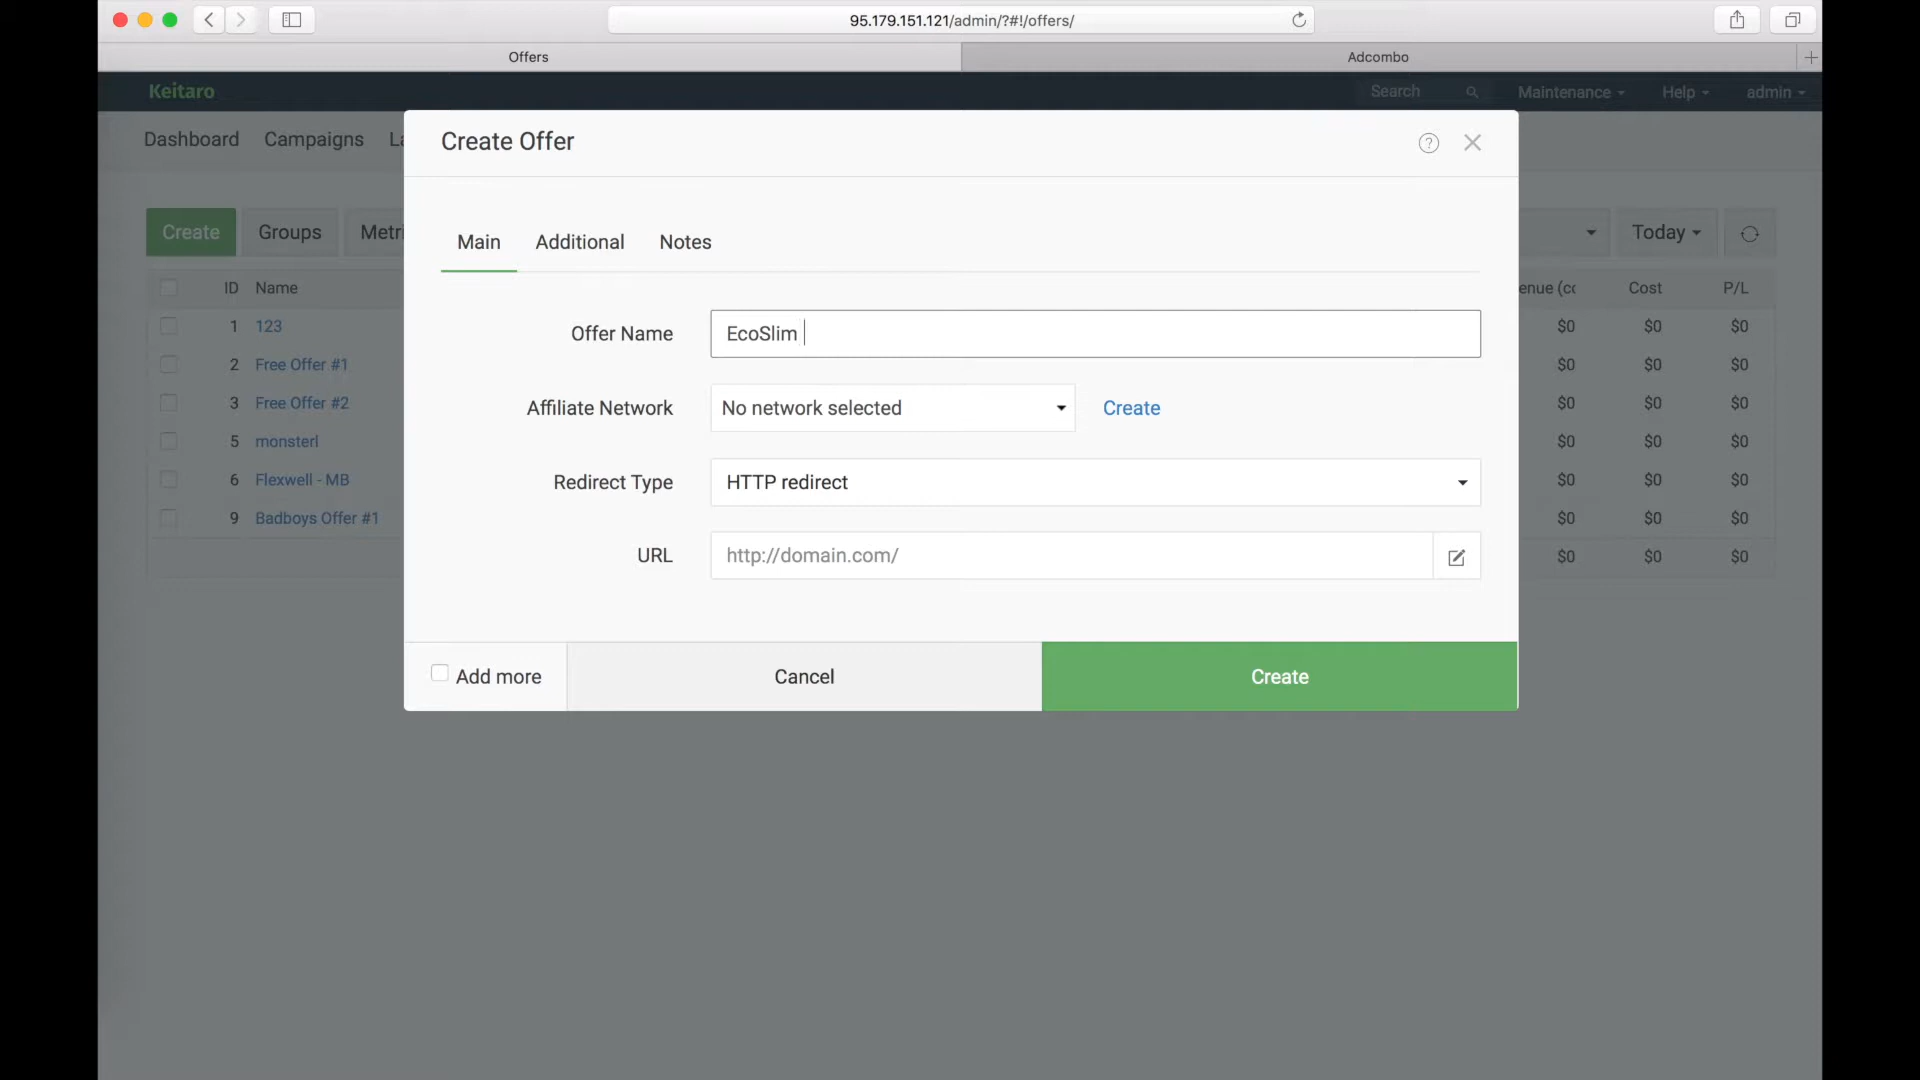 95.179.151.121/admin/?#!/offers/
Offers
Adcombo
Keitaro
Search
Maintenance
Help
admin
Dashboard
Campaigns
La
Create Offer
Create
Groups
Metri
Today
Main
Additional
Notes
ID
Name
enue (cc
Cost
P/L
1
123
$0
$0
$0
2
Free Offer #1
$0
$0
$0
3
Free Offer #2
$0
$0
$0
5
monsterl
$0
$0
$0
6
Flexwell - MB
$0
$0
$0
9
Badboys Offer #1
$0
$0
$0
$0
$0
$0
Offer Name
EcoSlim
Affiliate Network
No network selected
Create
Redirect Type
HTTP redirect
URL
http://domain.com/
Add more
Cancel
Create